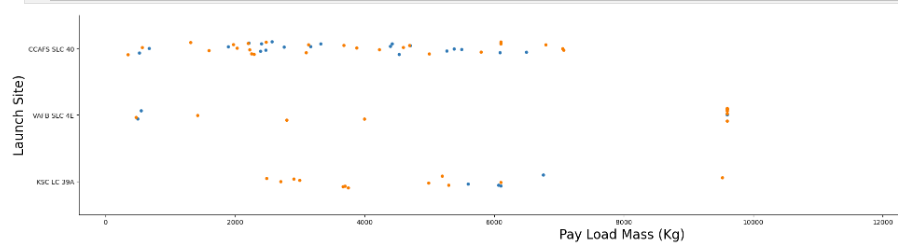 CCAFS SLC 40
VAFB SLC 4E
KSC LC 39A
Launch Site)
0 2000 4000 6000 8000 10000 12000
Pay Load Mass (Kg)